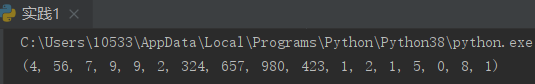 实践1
C:\Users\10533\AppData\Local\Programs\Python\Python38\python.exe
(4, 56, 7, 9, 9, 2, 324, 657, 980, 423, 1, 2, 1, 5, 0, 8, 1)